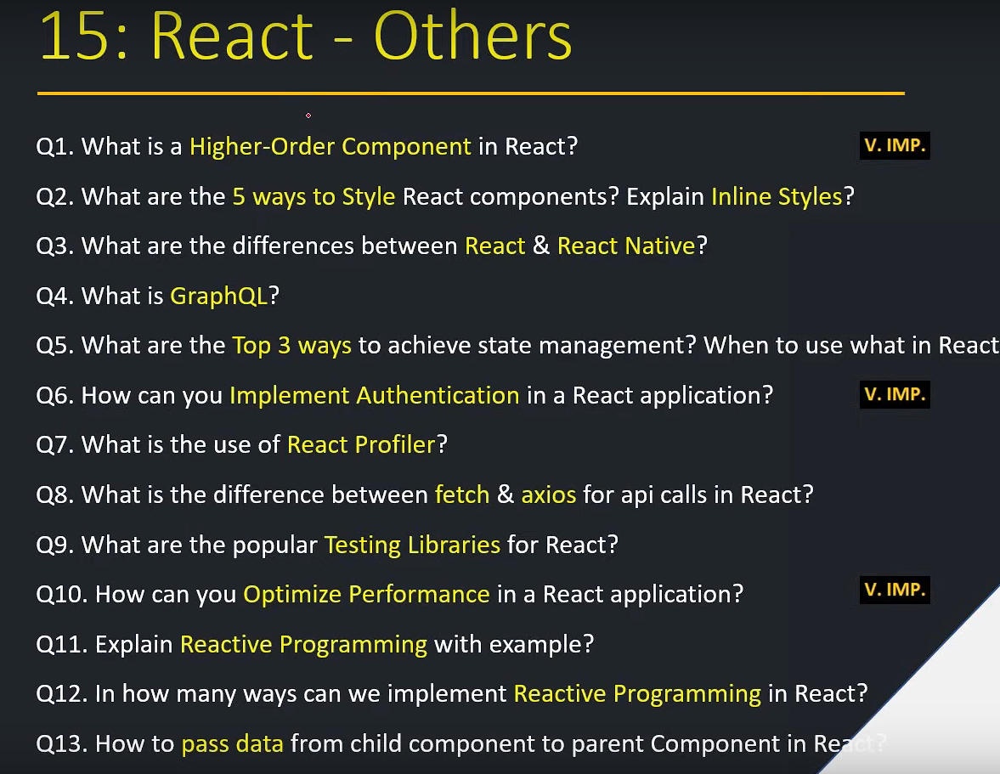 15: React - Others
Q1. What is a Higher-Order Component in React? V. IMP.
Q2. What are the 5 ways to Style React components? Explain Inline Styles?
Q3. What are the differences between React & React Native?
Q4. What is GraphQL?
Q5. What are the Top 3 ways to achieve state management? When to use what in React
Q6. How can you Implement Authentication in a React application? V. IMP.
Q7. What is the use of React Profiler?
Q8. What is the difference between fetch & axios for api calls in React?
Q9. What are the popular Testing Libraries for React?
Q10. How can you Optimize Performance in a React application? V. IMP.
Q11. Explain Reactive Programming with example?
Q12. In how many ways can we implement Reactive Programming in React?
Q13. How to pass data from child component to parent Component in React?